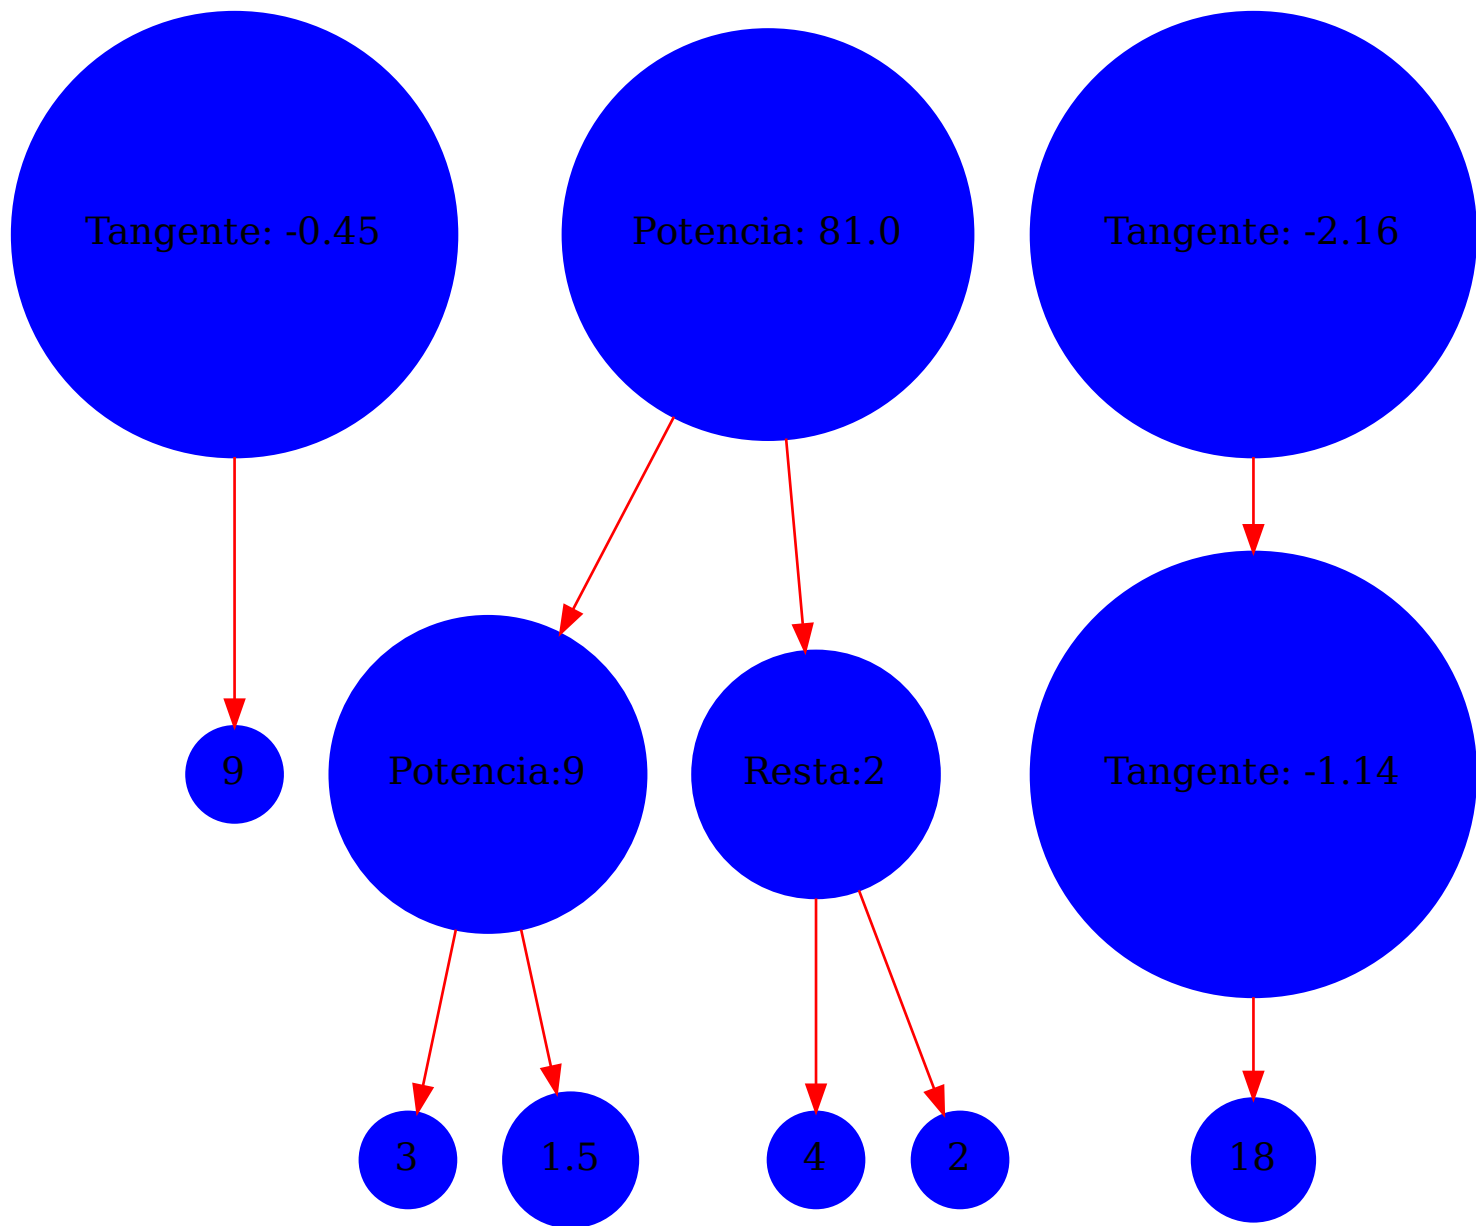 Tangente: -0.45
Potencia: 81.0
Tangente: -2.16
9
Potencia:9
Resta:2
Tangente: -1.14
3
1.5
4
2
18